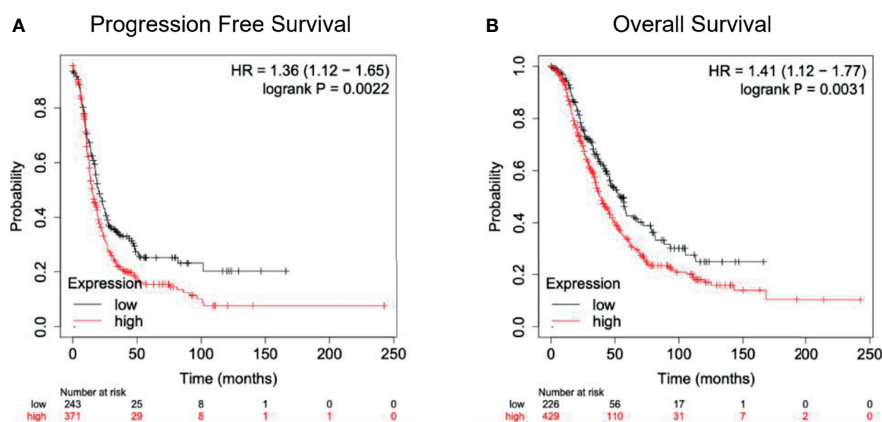 A Progression Free Survival
HR = 1.36 (1.12 − 1.65)
logrank P = 0.0022
Probability
0.8
0.6
0.4
0.2
0.0
Expression
low
high
0 50 100 150 200 250
Time (months)
Number at risk
low 243 25 8 1 0 0
high 371 29 8 1 1 0
B Overall Survival
HR = 1.41 (1.12 − 1.77)
logrank P = 0.0031
Probability
1.0
0.8
0.6
0.4
0.2
0.0
Expression
low
high
0 50 100 150 200 250
Time (months)
Number at risk
low 226 56 17 1 0 0
high 429 110 31 7 2 0